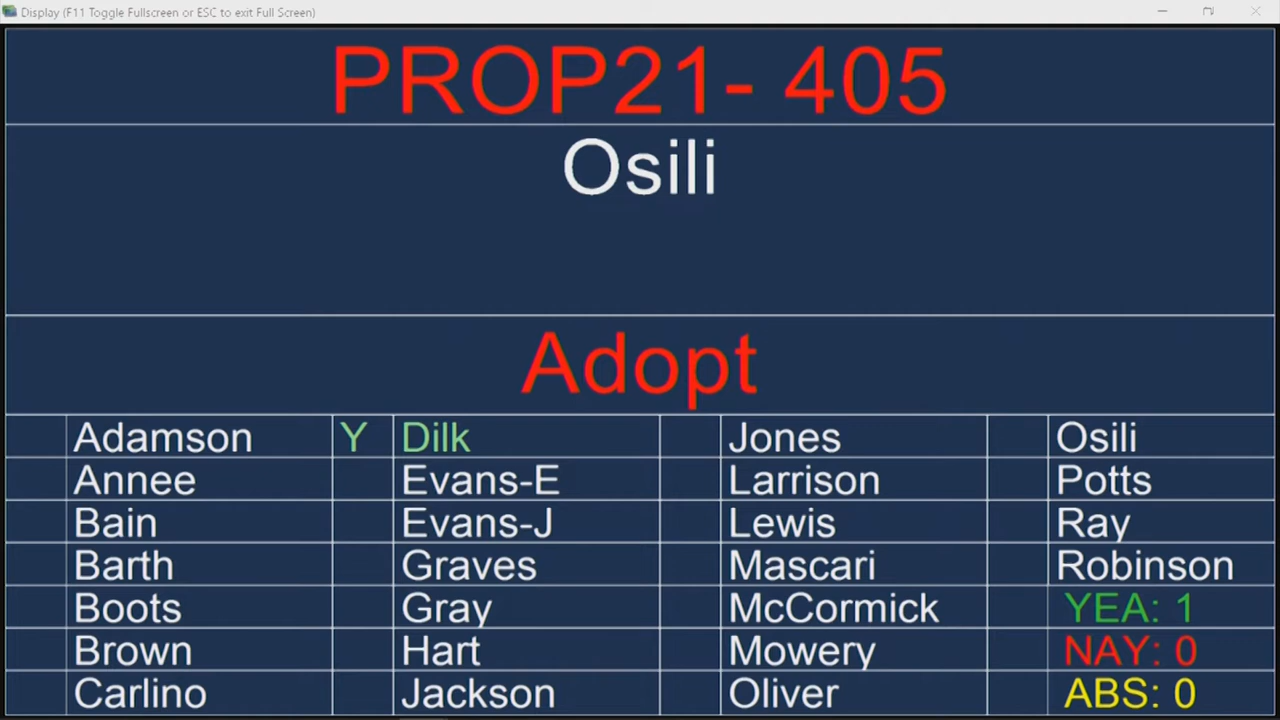 Display (F11 Toggle Fullscreen or ESC to exit Full Screen)
PROP21- 405
Osili
Adopt
Adamson Y Dilk Jones Osili
Annee Evans-E Larrison Potts
Bain Evans-J Lewis Ray
Barth Graves Mascari Robinson
Boots Gray McCormick YEA: 1
Brown Hart Mowery NAY: 0
Carlino Jackson Oliver ABS: 0